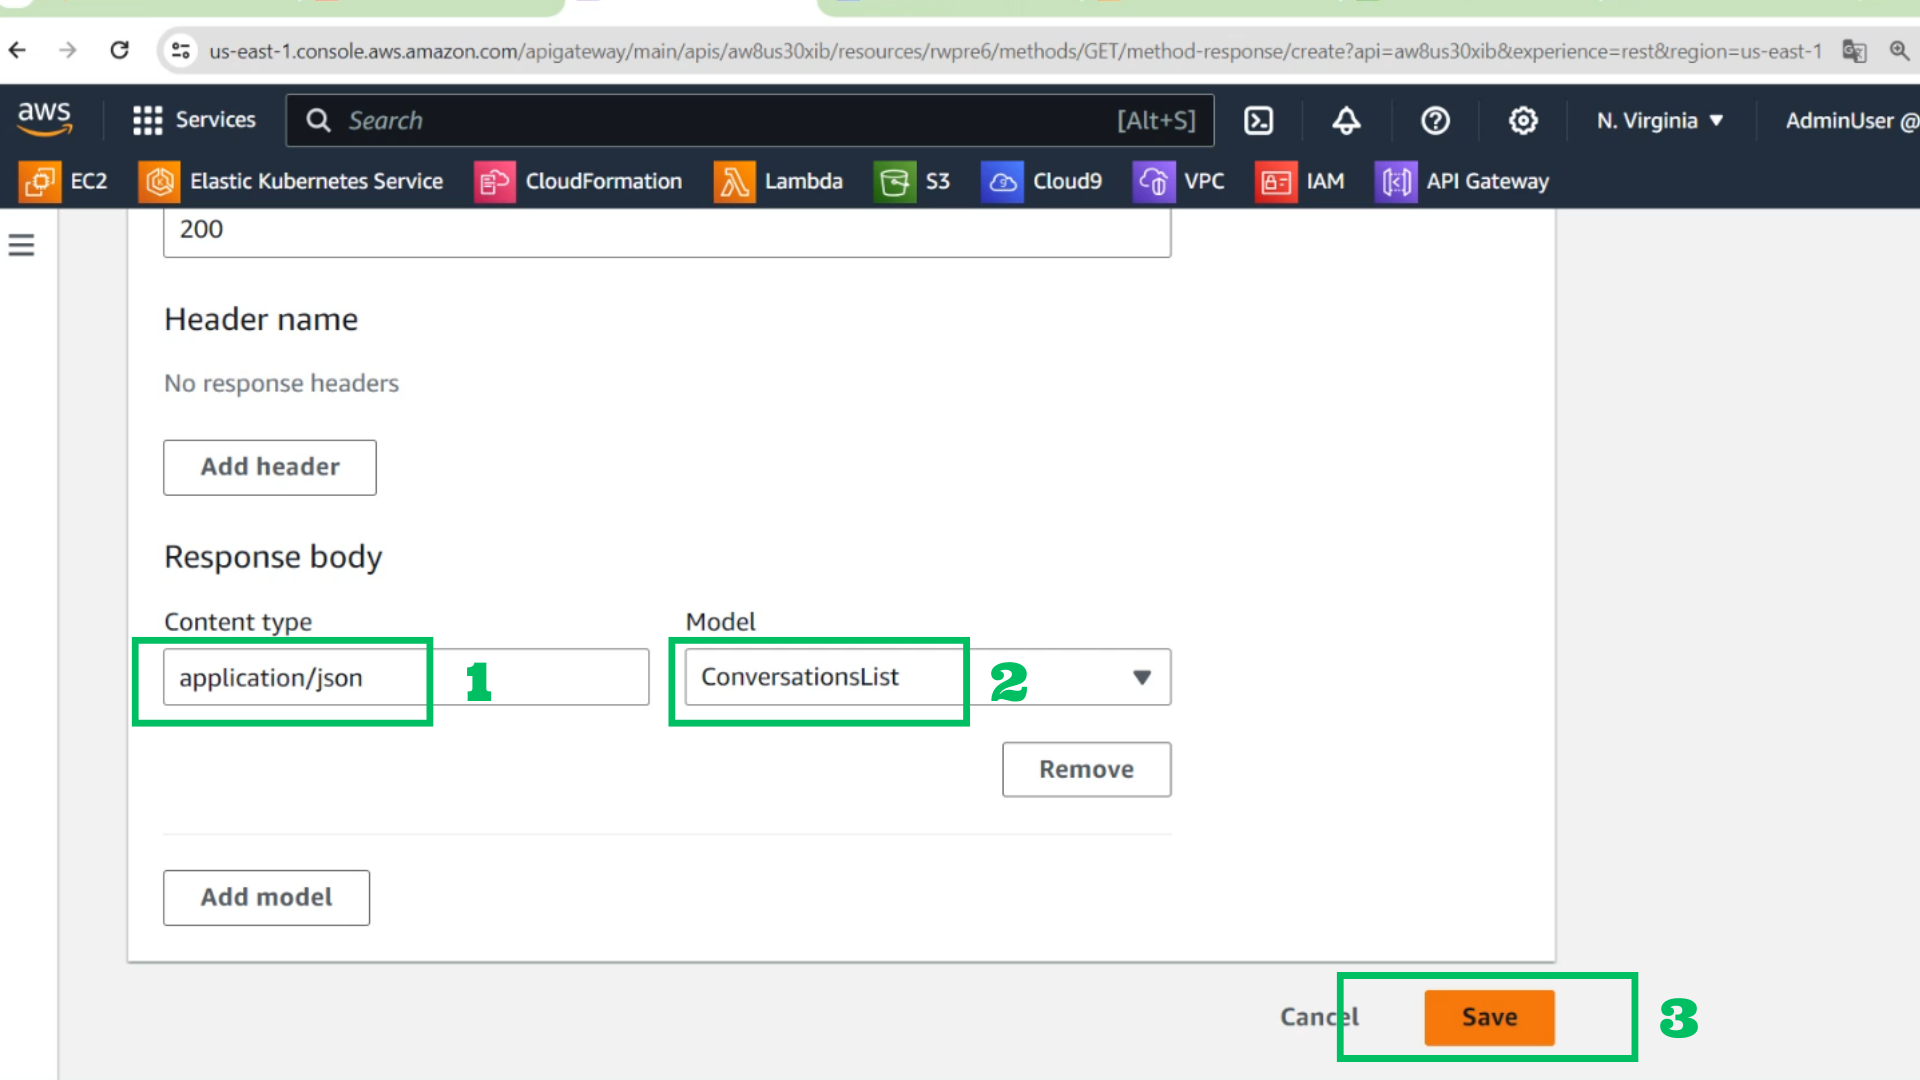 us-east-1.console.aws.amazon.com/apigateway/main/apis/aw8us30xib/resources/rwpre6/methods/GET/method-response/create?api=aw8us30xib&experience=rest&region=us-east-1
aws Services Search [Alt+S] N. Virginia AdminUser @
EC2 Elastic Kubernetes Service CloudFormation Lambda S3 Cloud9 VPC IAM API Gateway
200
Header name
No response headers
Add header
Response body
Content type Model
application/json 1 ConversationsList 2
Remove
Add model
Cancel Save 3